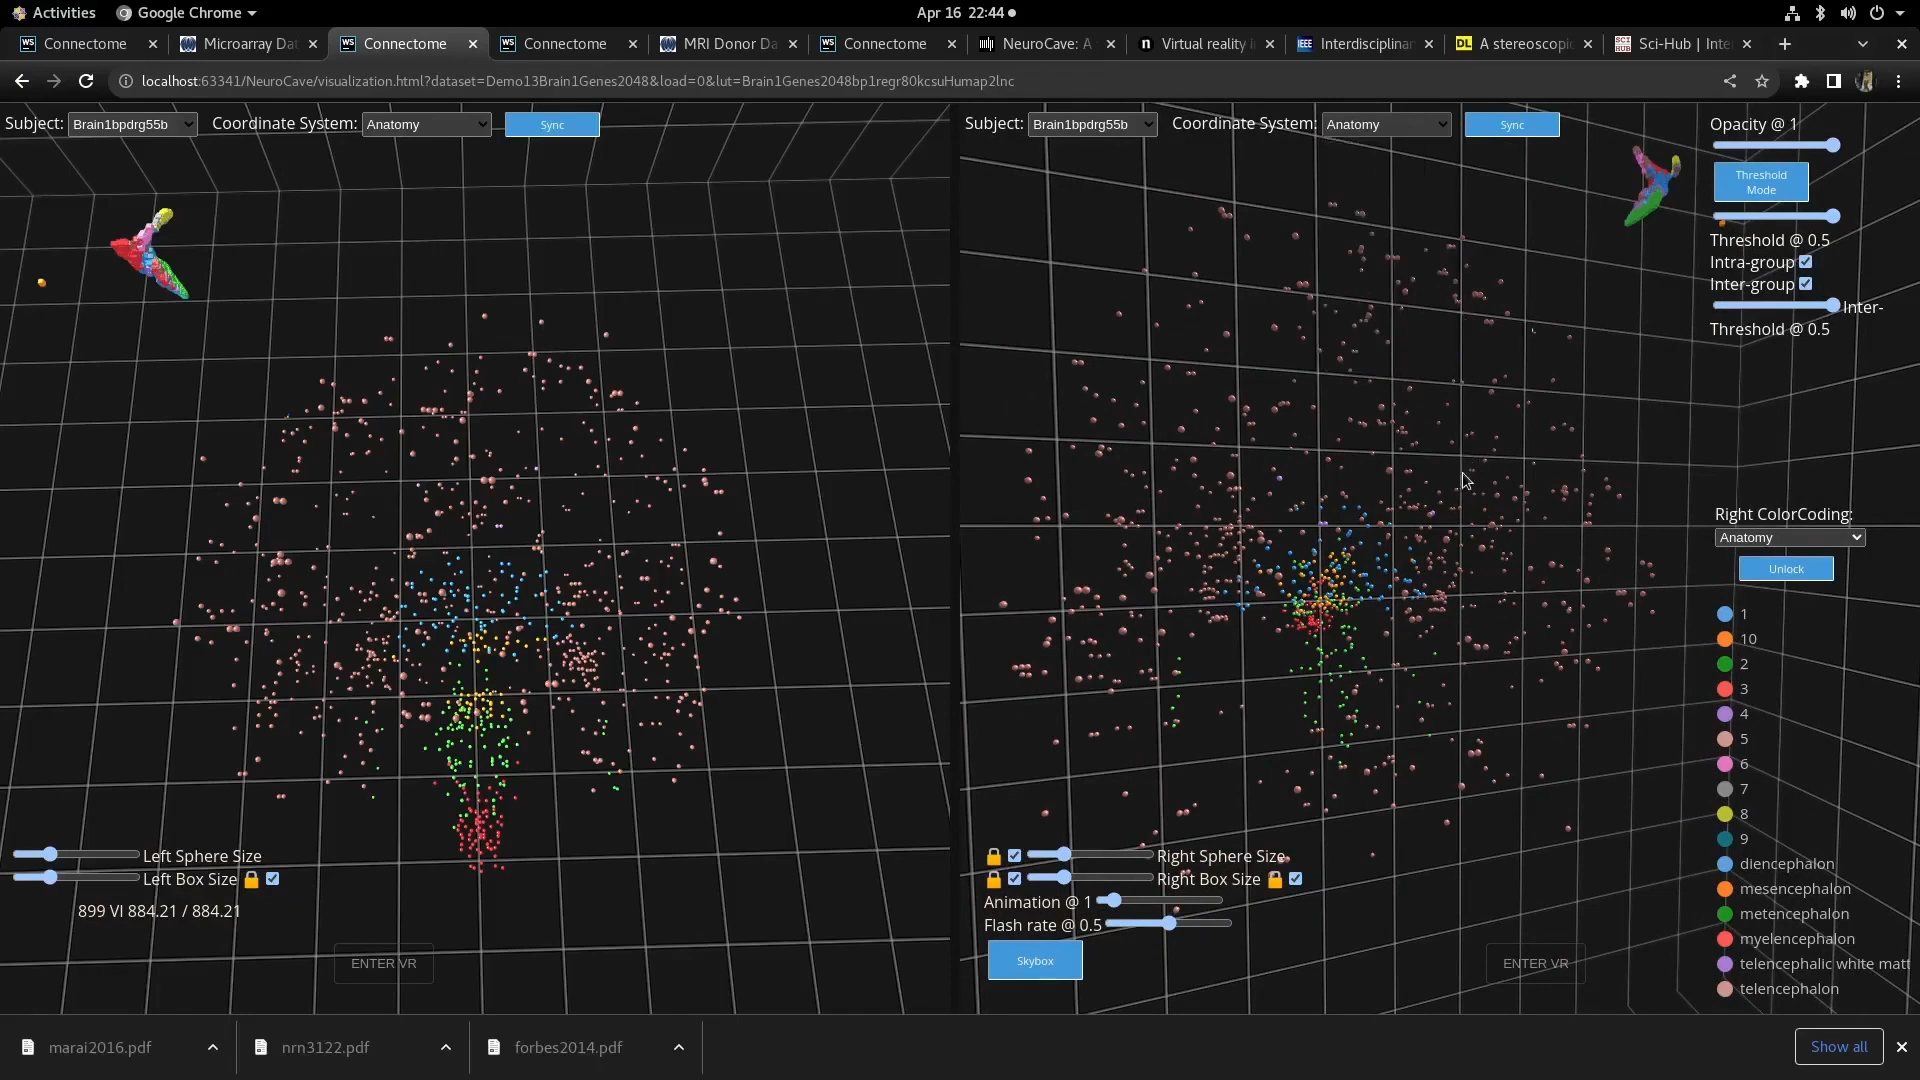 Activities
Google Chrome
Apr 16 22:44
Connectome
Microarray Dat
Connectome
Connectome
MRI Donor Da
Connectome
NeuroCave: A
Virtual reality i
Interdisciplinar
A stereoscopic
Sci-Hub | Inte
localhost:63341/NeuroCave/visualization.html?dataset=Demo13Brain1Genes2048&load=0&lut=Brain1Genes2048bp1regr80kcsuHumap2lnc
Subject: Brain1bpdrg55b Coordinate System: Anatomy Sync
Subject: Brain1bpdrg55b Coordinate System: Anatomy Sync
Opacity @ 1
Threshold
Mode
Threshold @ 0.5
Intra-group
Inter-group
Inter-
Threshold @ 0.5
Right ColorCoding:
Anatomy
Unlock
1
10
2
3
4
5
6
7
8
9
diencephalon
mesencephalon
metencephalon
myelencephalon
telencephalic white matt
telencephalon
Left Sphere Size
Left Box Size
899 VI 884.21 / 884.21
ENTER VR
Right Sphere Size
Right Box Size
Animation @ 1
Flash rate @ 0.5
Skybox
ENTER VR
marai2016.pdf
nrn3122.pdf
forbes2014.pdf
Show all